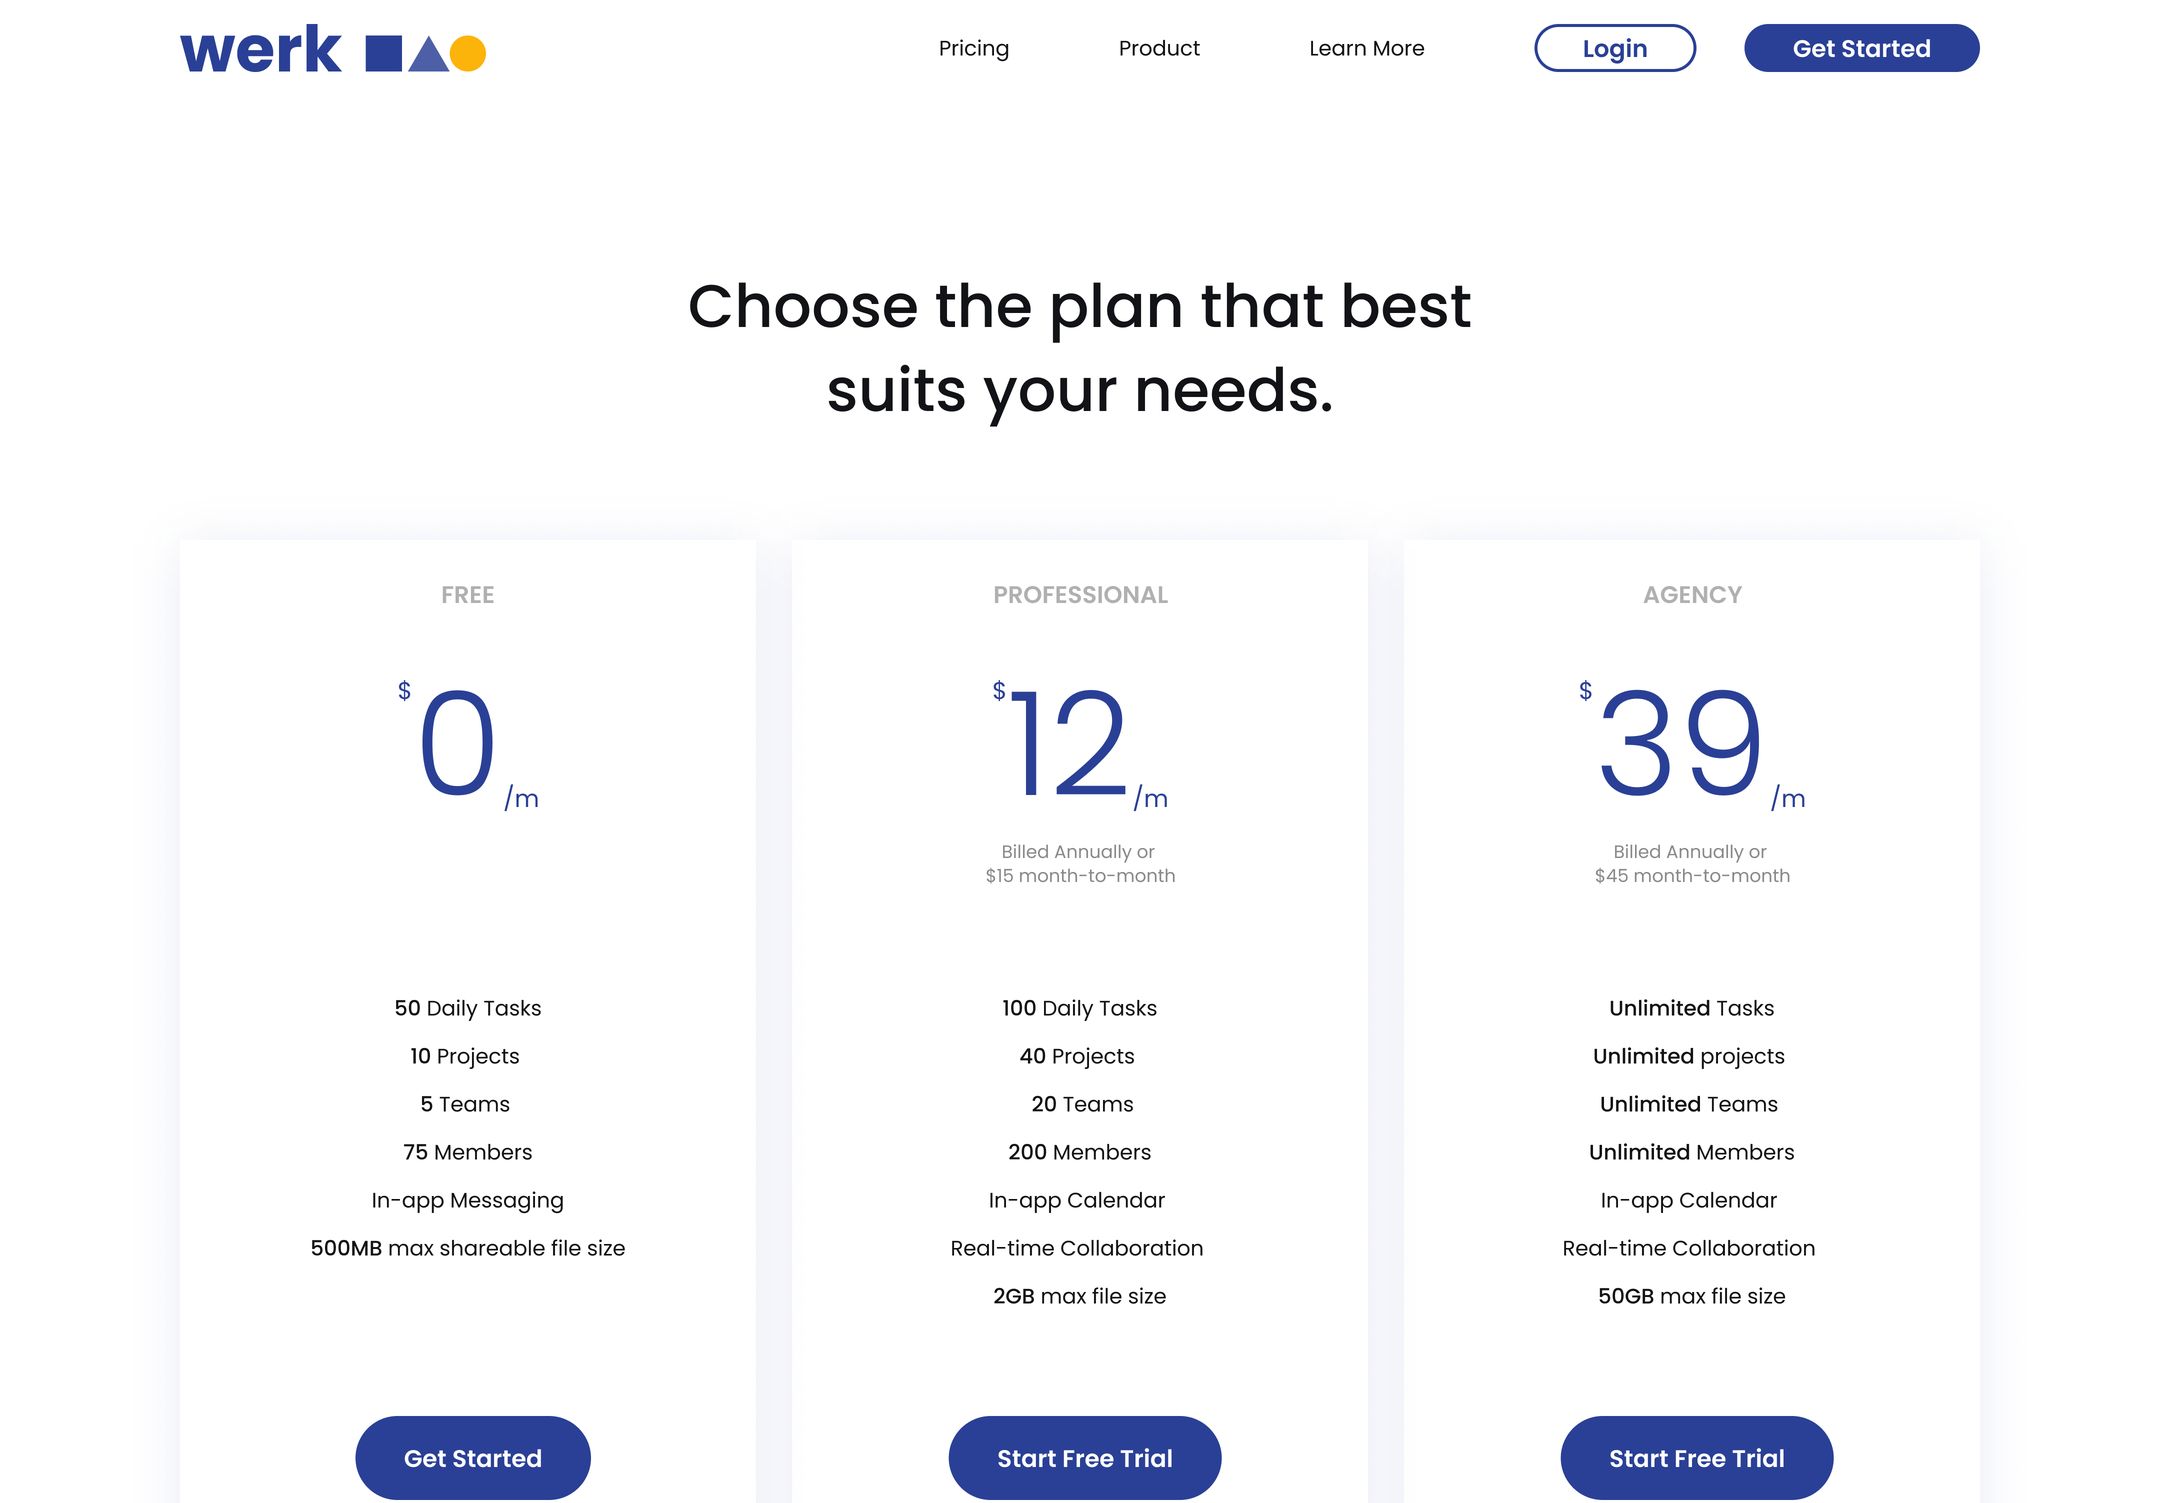 werk
Pricing
Product
Learn More
Login
Get Started
Choose the plan that best
suits your needs.
FREE
$0/m
50 Daily Tasks
10 Projects
5 Teams
75 Members
In-app Messaging
500MB max shareable file size
Get Started
PROFESSIONAL
$12/m
Billed Annually or
$15 month-to-month
100 Daily Tasks
40 Projects
20 Teams
200 Members
In-app Calendar
Real-time Collaboration
2GB max file size
Start Free Trial
AGENCY
$39/m
Billed Annually or
$45 month-to-month
Unlimited Tasks
Unlimited projects
Unlimited Teams
Unlimited Members
In-app Calendar
Real-time Collaboration
50GB max file size
Start Free Trial